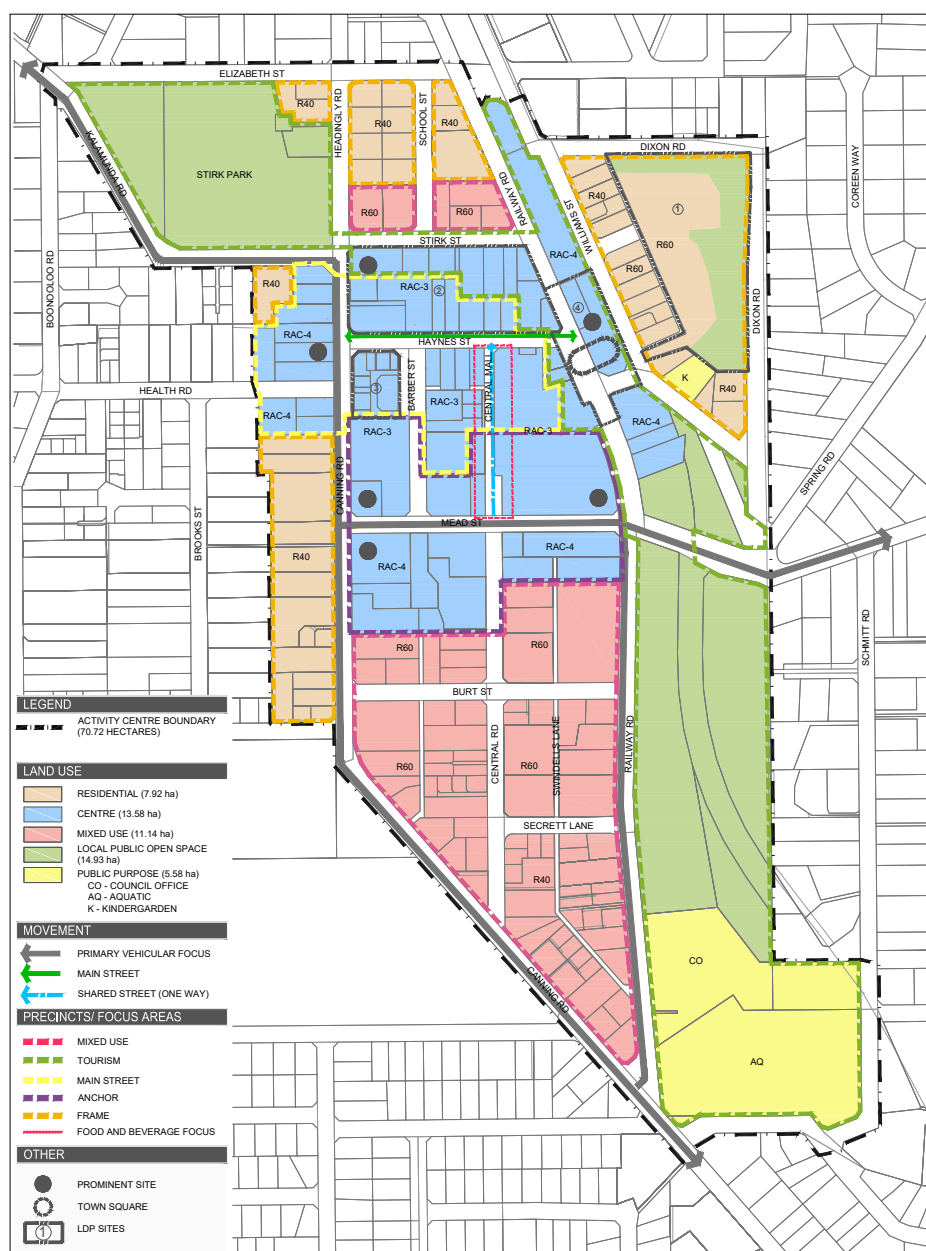 ELIZABETH ST
R40
HEADINGLY RD
R40
SCHOOL ST
R40
KALAMUNDA RD
STIRK PARK
RAILWAY RD
DIXON RD
COREEN WAY
R60
R60
R40
①
WILLIAMS ST
R60
STIRK ST
RAC-4
R60
BOONOOLOO RD
R40
RAC-3
②
④
DIXON RD
RAC-4
HAYNES ST
HEALTH RD
③
BARBER ST
CENTRAL MALL
K
R40
RAC-3
RAC-4
RAC-4
RAC-3
RAC-3
CANNING RD
SPRING RD
BROOKS ST
MEAD ST
R40
RAC-4
RAC-4
SCHMITT RD
R60
R60
BURT ST
CENTRAL RD
SWINDELLS LANE
RAILWAY RD
R60
R60
SECRETT LANE
R40
CANNING RD
CO
AQ
LEGEND
ACTIVITY CENTRE BOUNDARY
(70.72 HECTARES)
LAND USE
RESIDENTIAL (7.92 ha)
CENTRE (13.58 ha)
MIXED USE (11.14 ha)
LOCAL PUBLIC OPEN SPACE
(14.93 ha)
PUBLIC PURPOSE (5.58 ha)
CO - COUNCIL OFFICE
AQ - AQUATIC
K - KINDERGARDEN
MOVEMENT
PRIMARY VEHICULAR FOCUS
MAIN STREET
SHARED STREET (ONE WAY)
PRECINCTS/ FOCUS AREAS
MIXED USE
TOURISM
MAIN STREET
ANCHOR
FRAME
FOOD AND BEVERAGE FOCUS
OTHER
PROMINENT SITE
TOWN SQUARE
① LDP SITES